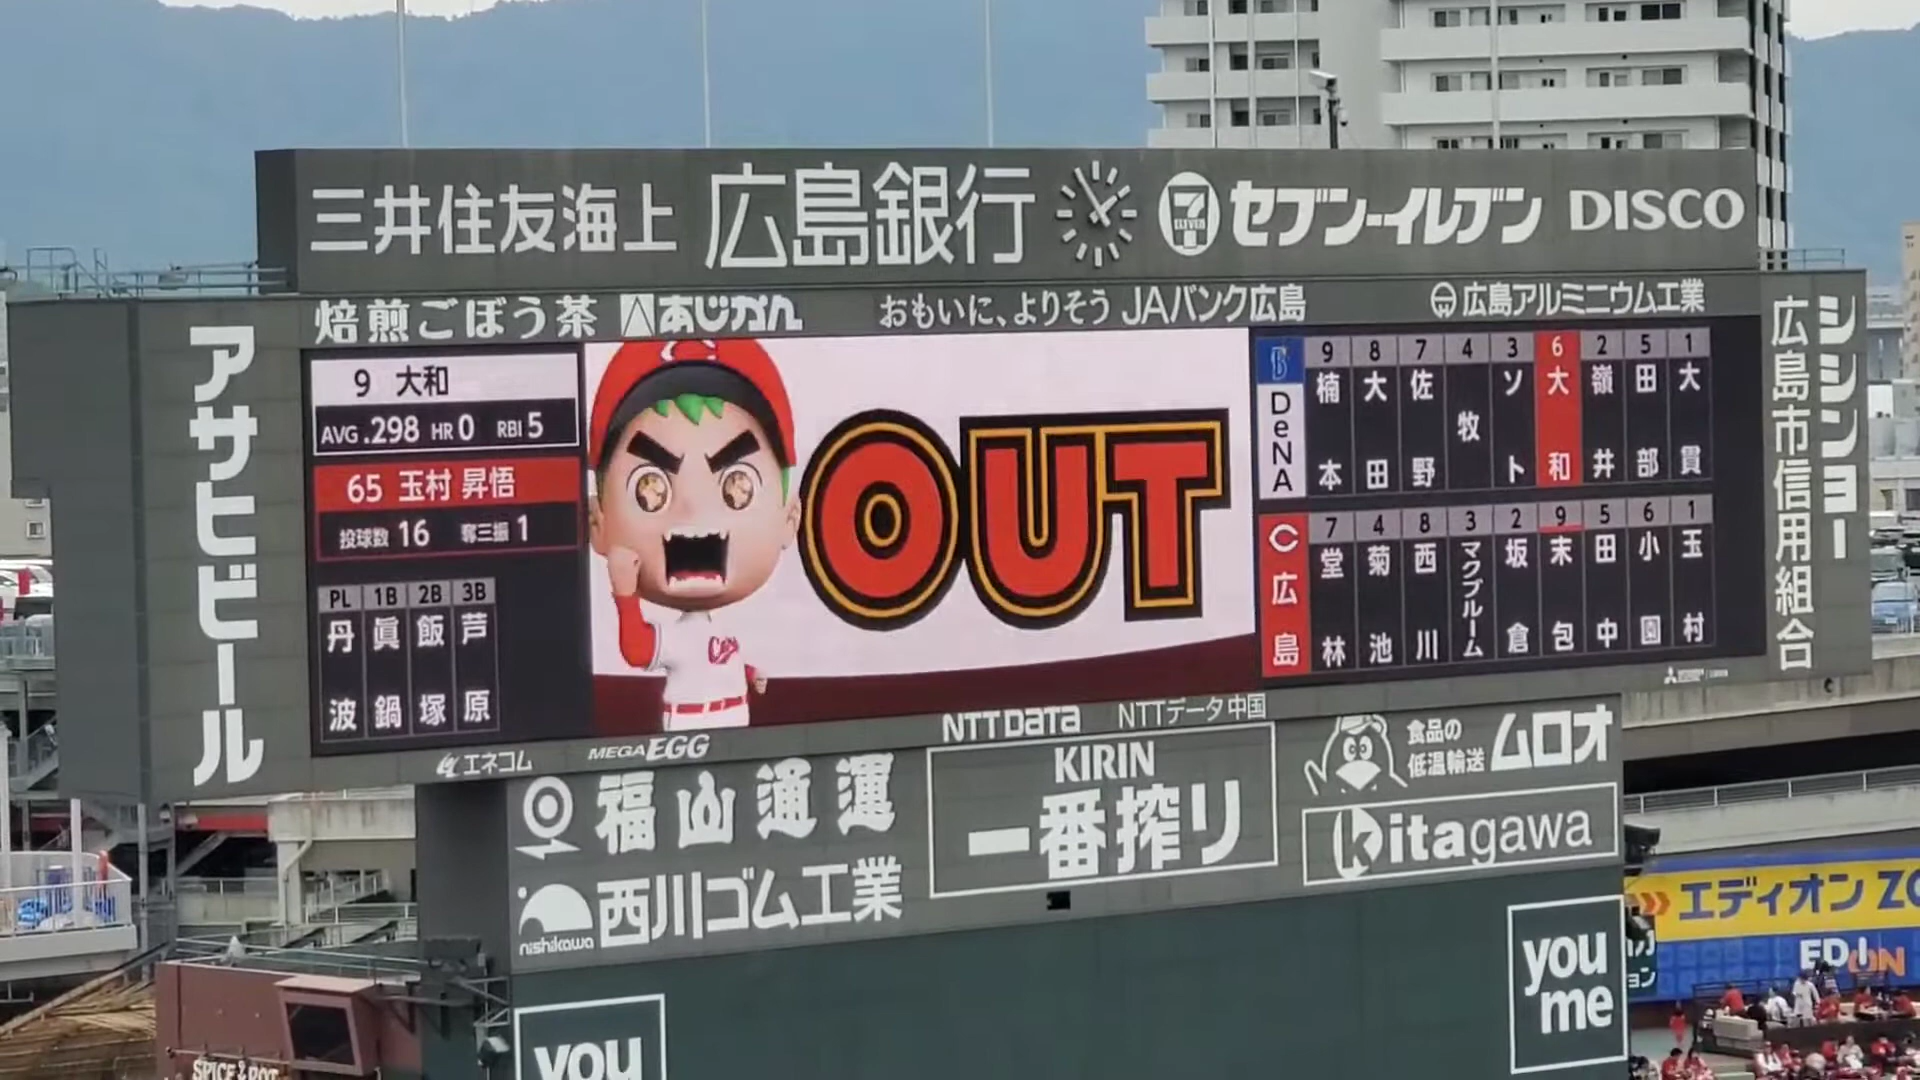 三井住友海上 広島銀行 7 ELEVEN セブン-イレブン DISCO
焙煎ごぼう茶 あじかん おもいに、よりそう JAバンク広島 広島アルミニウム工業
アサヒビール
9 大和
AVG .298 HR 0 RBI 5
65 玉村 昇悟
投球数 16 奪三振 1
PL 1B 2B 3B
丹波 眞鍋 飯塚 芦原
C
OUT
Carp
B DeNA
9 8 7 4 3 6 2 5 1
楠本 大田 佐野 牧 ソト 大和 嶺井 田部 大貫
C 広島
7 4 8 3 2 9 5 6 1
堂林 菊池 西川 マクブルーム 坂倉 末包 田中 小園 玉村
シシンヨー
広島市信用組合
エネコム MEGA EGG NTT DATA NTTデータ中国
福山通運
nishikawa 西川ゴム工業
KIRIN
一番搾り
食品の
低温輸送 ムロオ
Kitagawa
エディオン
EDION
you
me
you
SPICE POT